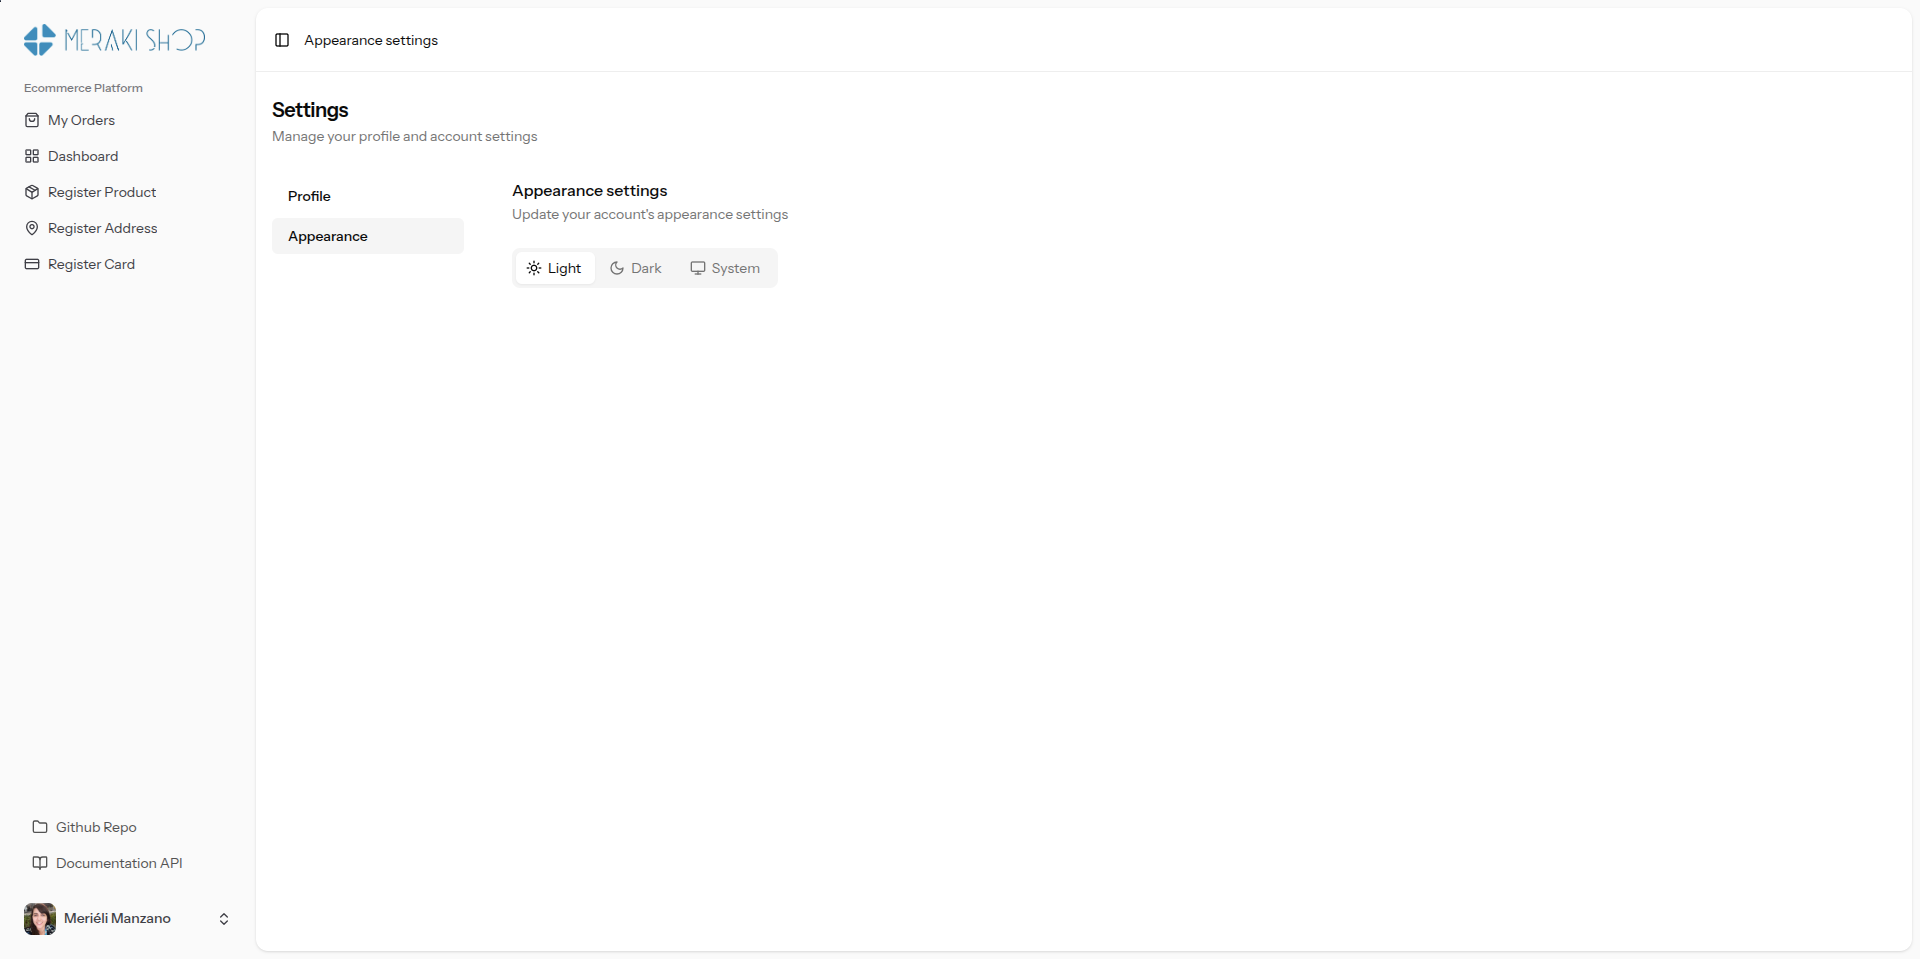 MERAKI SHOP
Ecommerce Platform
My Orders
Dashboard
Register Product
Register Address
Register Card
Github Repo
Documentation API
Meriéli Manzano
Appearance settings
Settings
Manage your profile and account settings
Profile
Appearance
Appearance settings
Update your account's appearance settings
Light Dark System